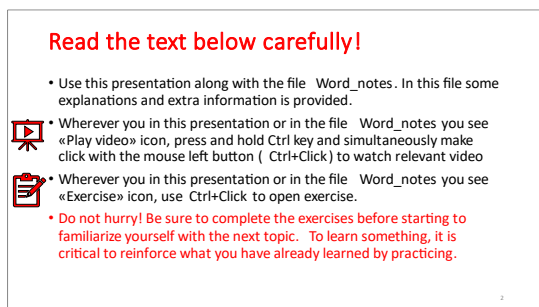 Read the text below carefully!
• Use this presentation along with the file Word_notes. In this file some
explanations and extra information is provided.
• Wherever you in this presentation or in the file Word_notes you see
«Play video» icon, press and hold Ctrl key and simultaneously make
click with the mouse left button ( Ctrl+Click) to watch relevant video
• Wherever you in this presentation or in the file Word_notes you see
«Exercise» icon, use Ctrl+Click to open exercise.
• Do not hurry! Be sure to complete the exercises before starting to
familiarize yourself with the next topic. To learn something, it is
critical to reinforce what you have already learned by practicing.
2